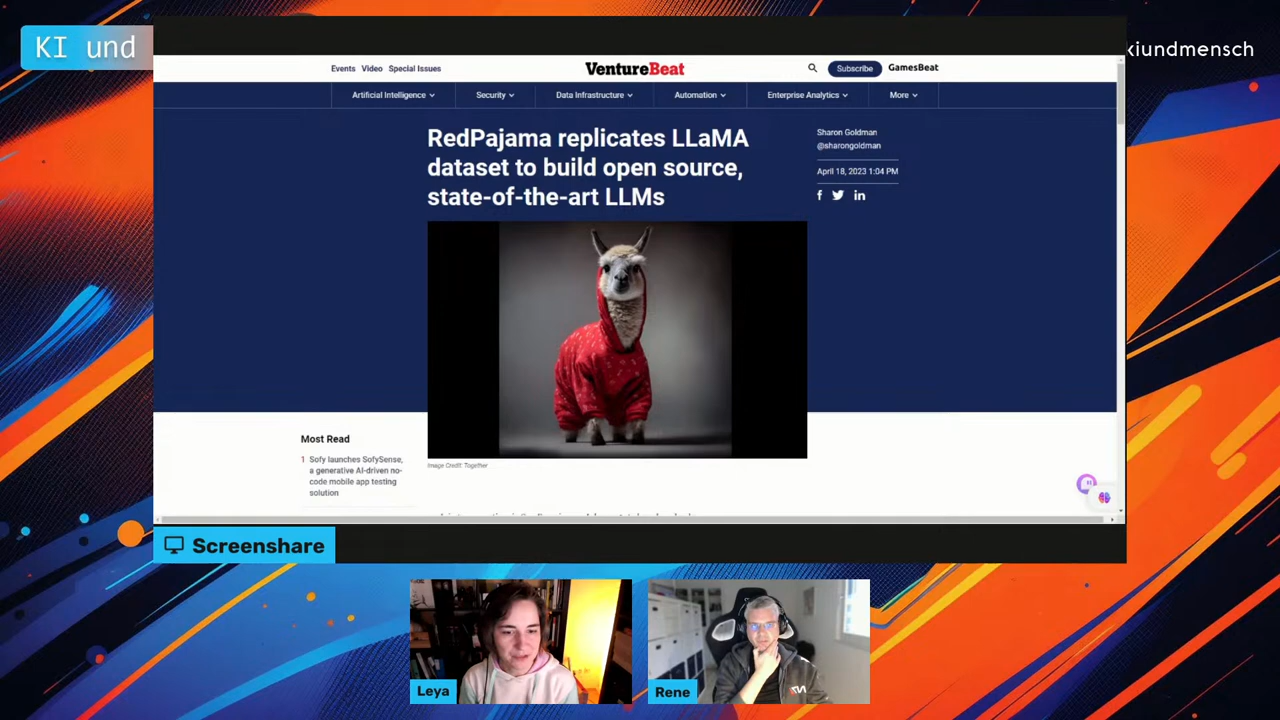 KI und
kiundmensch
Events Video Special Issues
VentureBeat
Subscribe
GamesBeat
Artificial Intelligence
Security
Data Infrastructure
Automation
Enterprise Analytics
More
RedPajama replicates LLaMA
dataset to build open source,
state-of-the-art LLMs
Sharon Goldman
@sharongoldman
April 18, 2023 1:04 PM
Image Credit: Together
Most Read
1 Sofy launches SofySense,
a generative AI-driven no-
code mobile app testing
solution
Screenshare
Leya
Rene